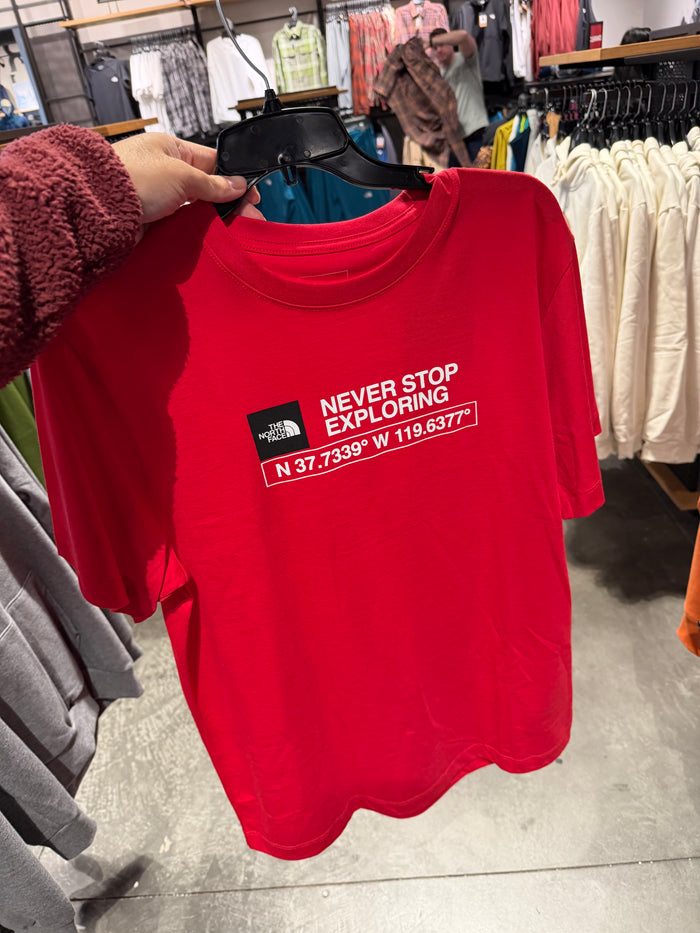 NEVER STOP
EXPLORING
THE
NORTH
FACE
N 37.7339° W 119.6377°